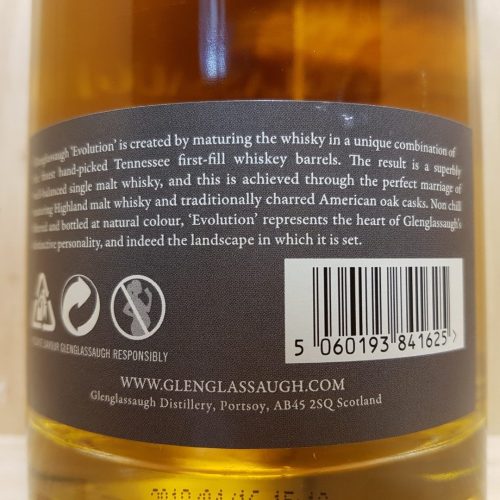 'Evolution' is created by maturing the whisky in a unique combination of
finest hand-picked Tennessee first-fill whiskey barrels. The result is a superbly
single malt whisky, and this is achieved through the perfect marriage of
Highland malt whisky and traditionally charred American oak casks. Non chill
and bottled at natural colour, 'Evolution' represents the heart of Glenglassaugh's
personality, and indeed the landscape in which it is set.
SAVOUR GLENGLASSAUGH RESPONSIBLY
5 060193 841625 >
WWW.GLENGLASSAUGH.COM
Glenglassaugh Distillery, Portsoy, AB45 2SQ Scotland